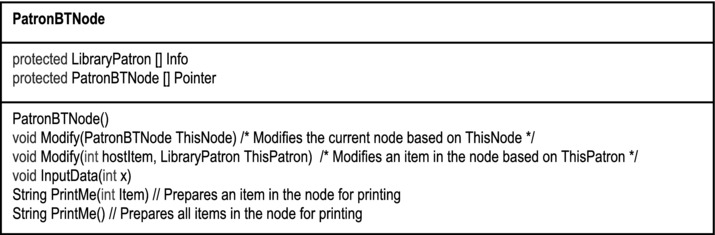 PatronBTNode
protected LibraryPatron [] Info
protected PatronBTNode [] Pointer
PatronBTNode()
void Modify(PatronBTNode ThisNode) /* Modifies the current node based on ThisNode */
void Modify(int hostItem, LibraryPatron ThisPatron) /* Modifies an item in the node based on ThisPatron */
void InputData(int x)
String PrintMe(int Item) // Prepares an item in the node for printing
String PrintMe() // Prepares all items in the node for printing